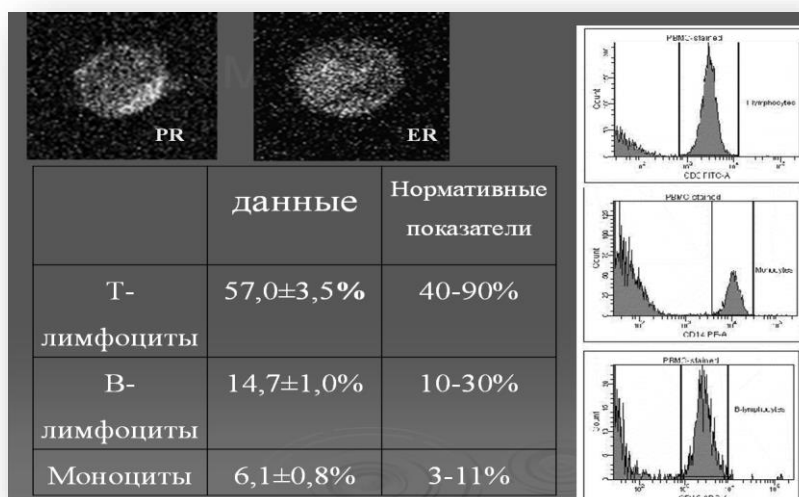 PR
ER
данные
Нормативные
показатели
Т-
лимфоциты
57,0±3,5%
40-90%
В-
лимфоциты
14,7±1,0%
10-30%
Моноциты
6,1±0,8%
3-11%
PBMC-stained
Count
T lymphocytes
PBMC-stained
Count
Monocytes
CD14 PE-A
PBMC-stained
Count
B-lymphocytes